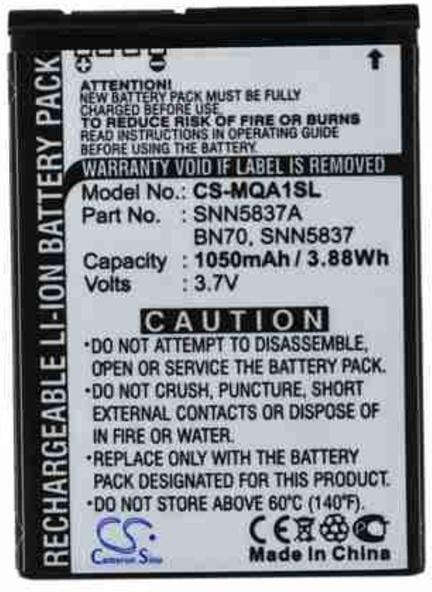 RECHARGEABLE LI-ION BATTERY PACK
ATTENTION!
NEW BATTERY PACK MUST BE FULLY
CHARGED BEFORE USE.
TO REDUCE RISK OF FIRE OR BURNS
READ INSTRUCTIONS IN OPERATING GUIDE
BEFORE USING THE BATTERY.
WARRANTY VOID IF LABEL IS REMOVED
Model No.: CS-MQA1SL
Part No. : SNN5837A
BN70, SNN5837
Capacity : 1050mAh / 3.88Wh
Volts : 3.7V
CAUTION
•DO NOT ATTEMPT TO DISASSEMBLE,
OPEN OR SERVICE THE BATTERY PACK.
•DO NOT CRUSH, PUNCTURE, SHORT
EXTERNAL CONTACTS OR DISPOSE OF
IN FIRE OR WATER.
•REPLACE ONLY WITH THE BATTERY
PACK DESIGNATED FOR THIS PRODUCT.
•DO NOT STORE ABOVE 60°C (140°F).
CS
Cameron Sino
CE
Made In China